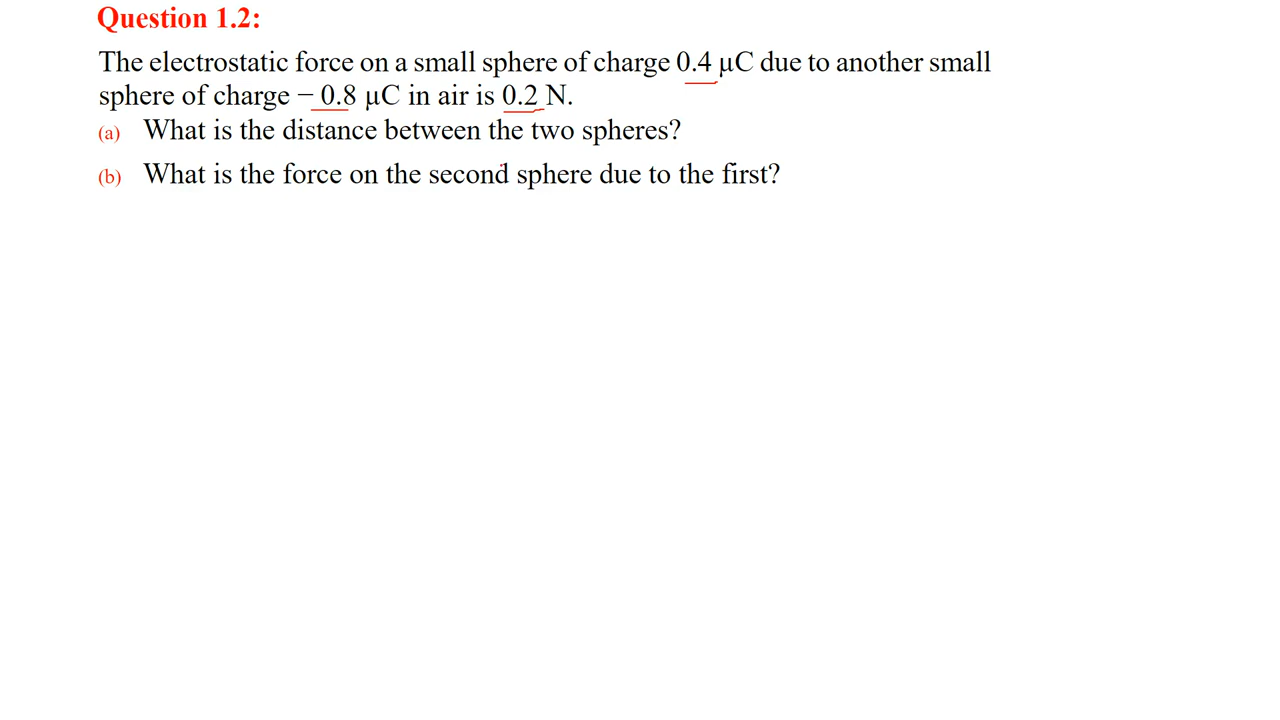 Question 1.2:
The electrostatic force on a small sphere of charge 0.4 µC due to another small
sphere of charge − 0.8 µC in air is 0.2 N.
(a) What is the distance between the two spheres?
(b) What is the force on the second sphere due to the first?